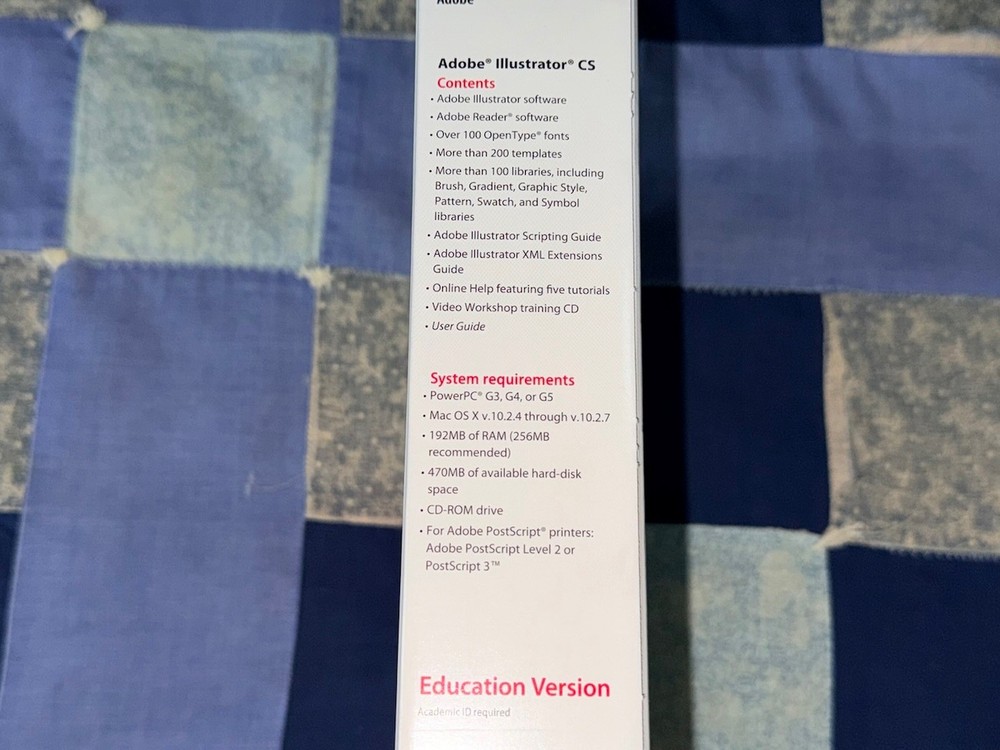 Adobe
Adobe® Illustrator® CS
Contents
• Adobe Illustrator software
• Adobe Reader® software
• Over 100 OpenType® fonts
• More than 200 templates
• More than 100 libraries, including
Brush, Gradient, Graphic Style,
Pattern, Swatch, and Symbol
libraries
• Adobe Illustrator Scripting Guide
• Adobe Illustrator XML Extensions
Guide
• Online Help featuring five tutorials
• Video Workshop training CD
• User Guide
System requirements
• PowerPC® G3, G4, or G5
• Mac OS X v.10.2.4 through v.10.2.7
• 192MB of RAM (256MB
recommended)
• 470MB of available hard-disk
space
• CD-ROM drive
• For Adobe PostScript® printers:
Adobe PostScript Level 2 or
PostScript 3™
Education Version
Academic ID required